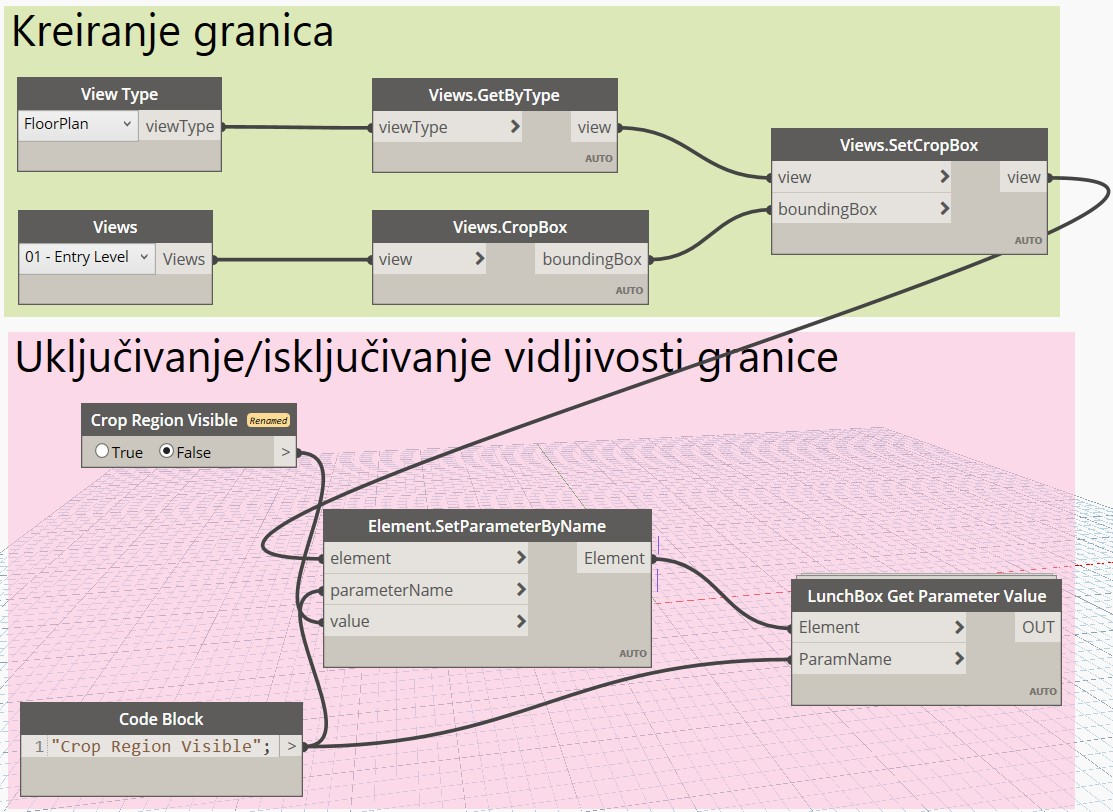 Kreiranje granica
View Type
FloorPlan
viewType
Views.GetByType
viewType
view
AUTO
Views
01 - Entry Level
Views
Views.CropBox
view
boundingBox
AUTO
Views.SetCropBox
view
view
boundingBox
AUTO
Uključivanje/isključivanje vidljivosti granice
Crop Region Visible Renamed
True False >
Element.SetParameterByName
element
Element
parameterName
value
AUTO
LunchBox Get Parameter Value
Element
OUT
ParamName
AUTO
Code Block
1 "Crop Region Visible"; >